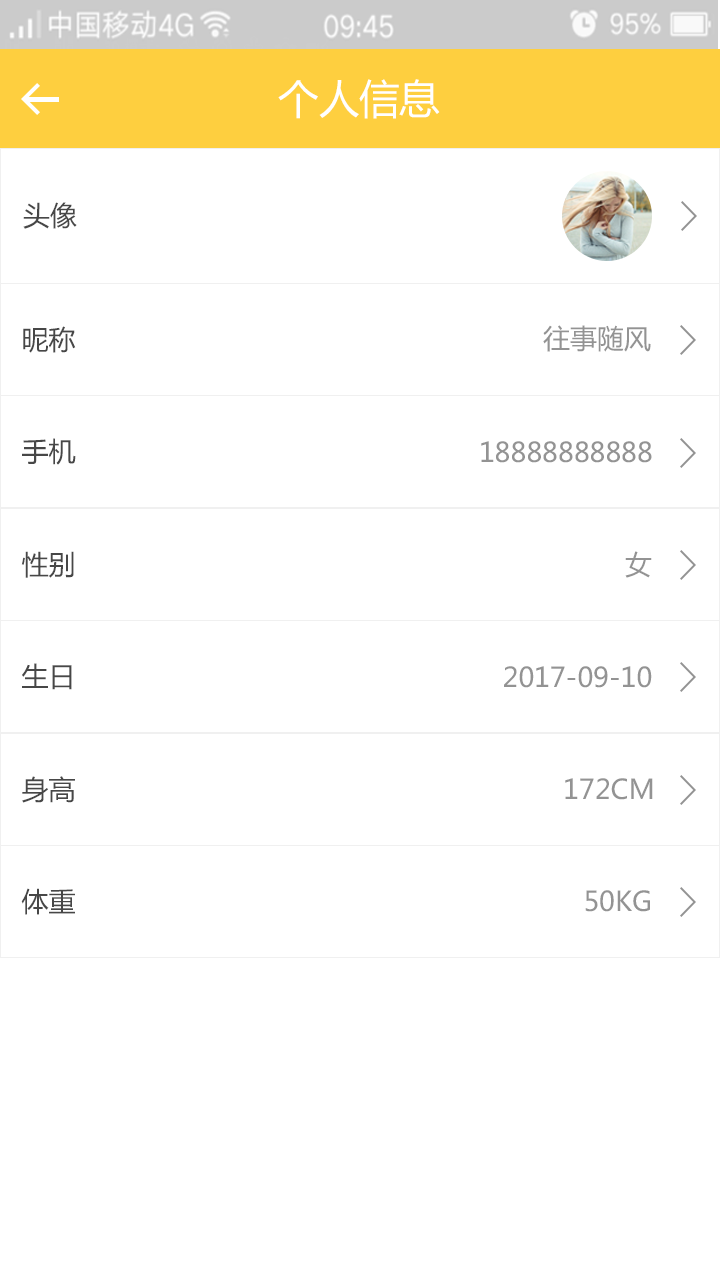 中国移动4G 09:45 95%
个人信息
头像
昵称 往事随风
手机 18888888888
性别 女
生日 2017-09-10
身高 172CM
体重 50KG